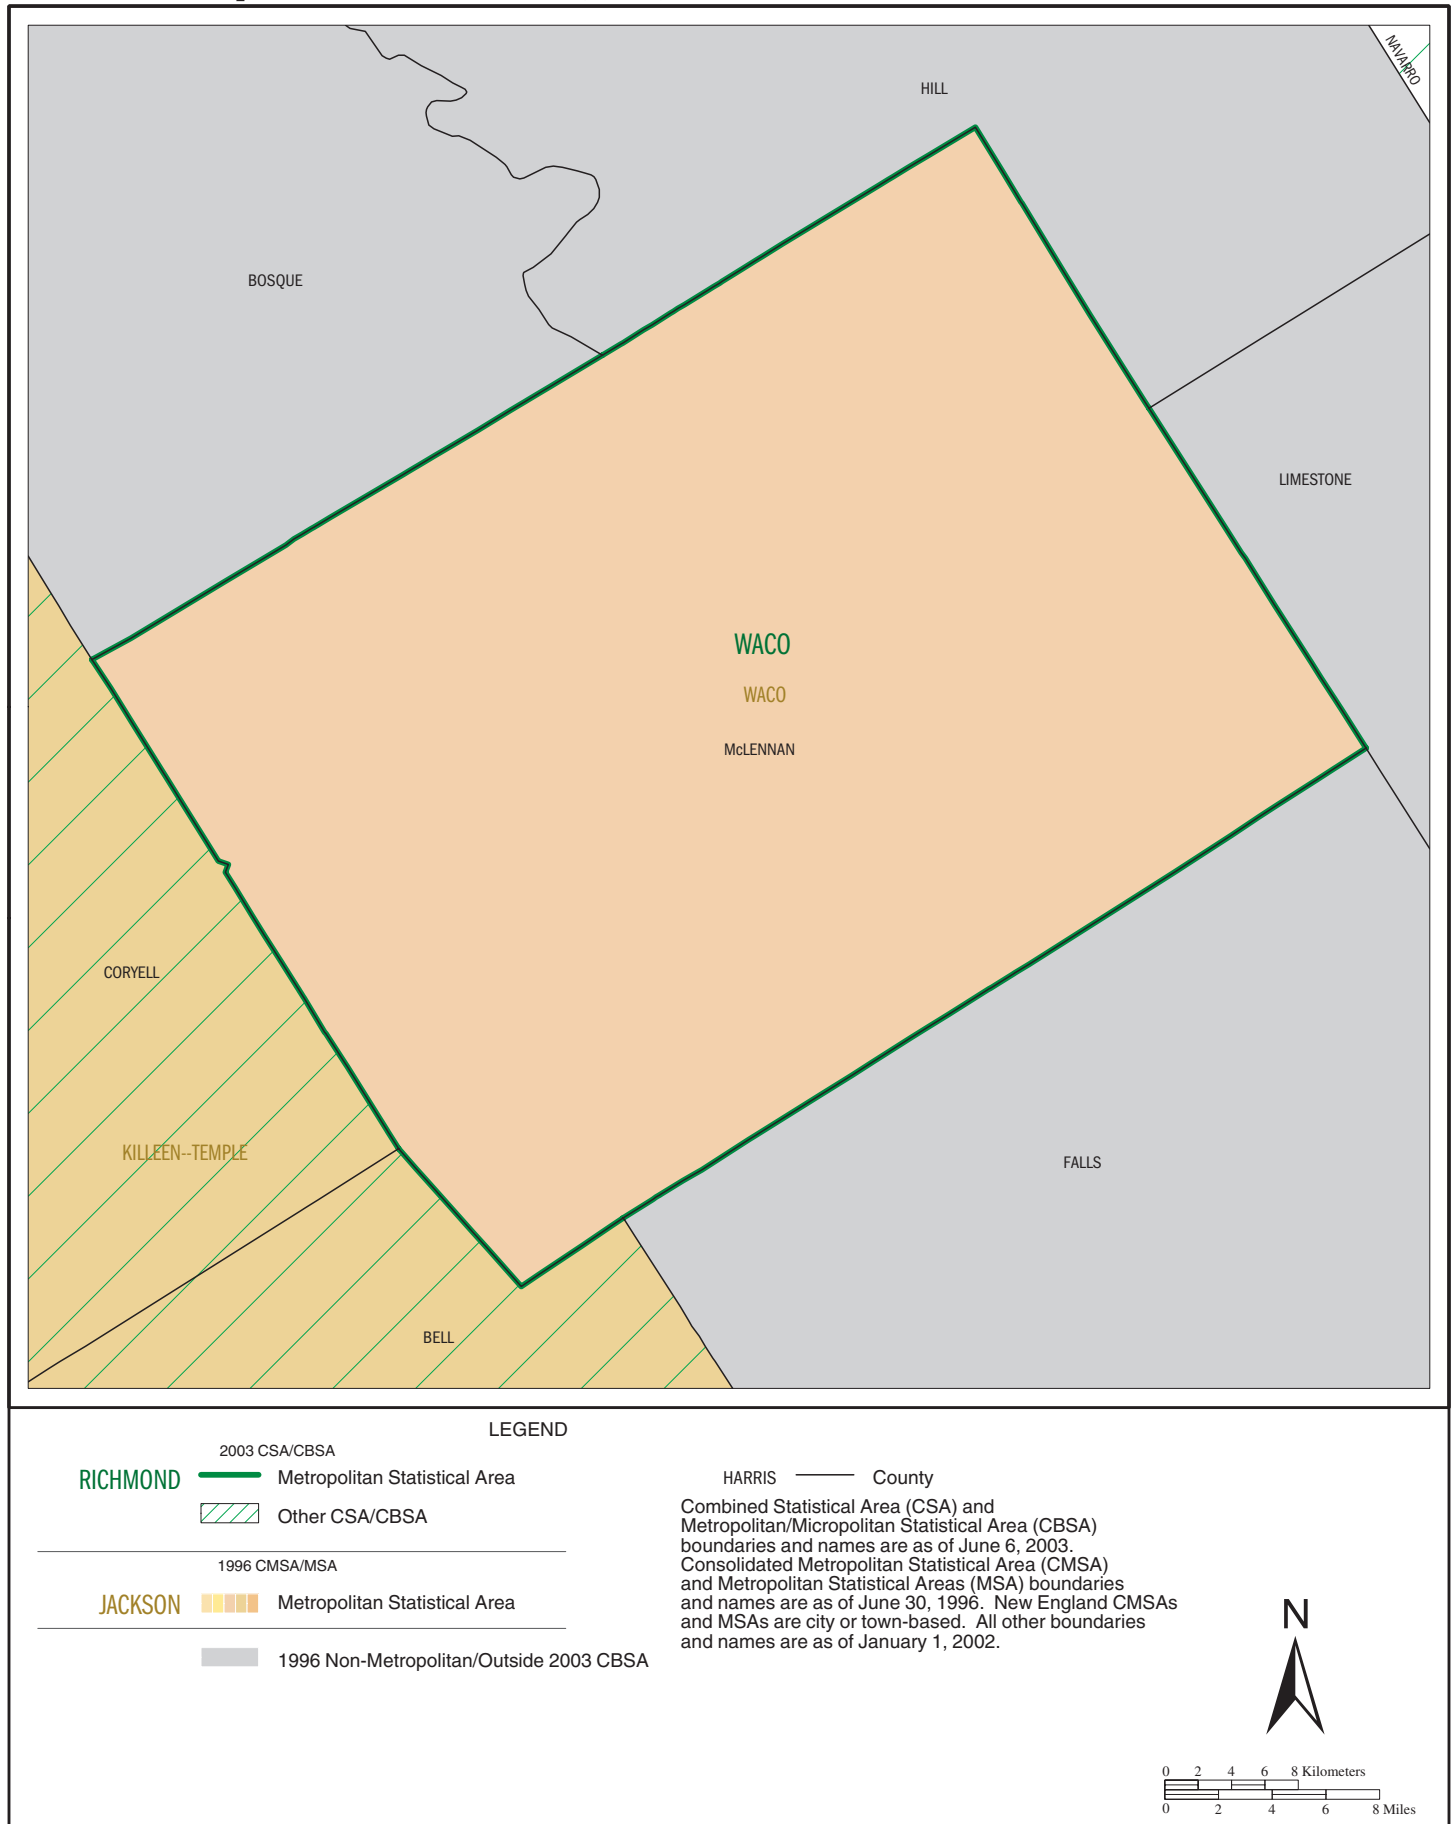 NAVARRO
HILL
BOSQUE
LIMESTONE
WACO
WACO
McLENNAN
CORYELL
KILLEEN--TEMPLE
FALLS
BELL
LEGEND
2003 CSA/CBSA
RICHMOND Metropolitan Statistical Area
Other CSA/CBSA
1996 CMSA/MSA
JACKSON Metropolitan Statistical Area
1996 Non-Metropolitan/Outside 2003 CBSA
HARRIS County
Combined Statistical Area (CSA) and
Metropolitan/Micropolitan Statistical Area (CBSA)
boundaries and names are as of June 6, 2003.
Consolidated Metropolitan Statistical Area (CMSA)
and Metropolitan Statistical Areas (MSA) boundaries
and names are as of June 30, 1996. New England CMSAs
and MSAs are city or town-based. All other boundaries
and names are as of January 1, 2002.
N
0 2 4 6 8 Kilometers
0 2 4 6 8 Miles